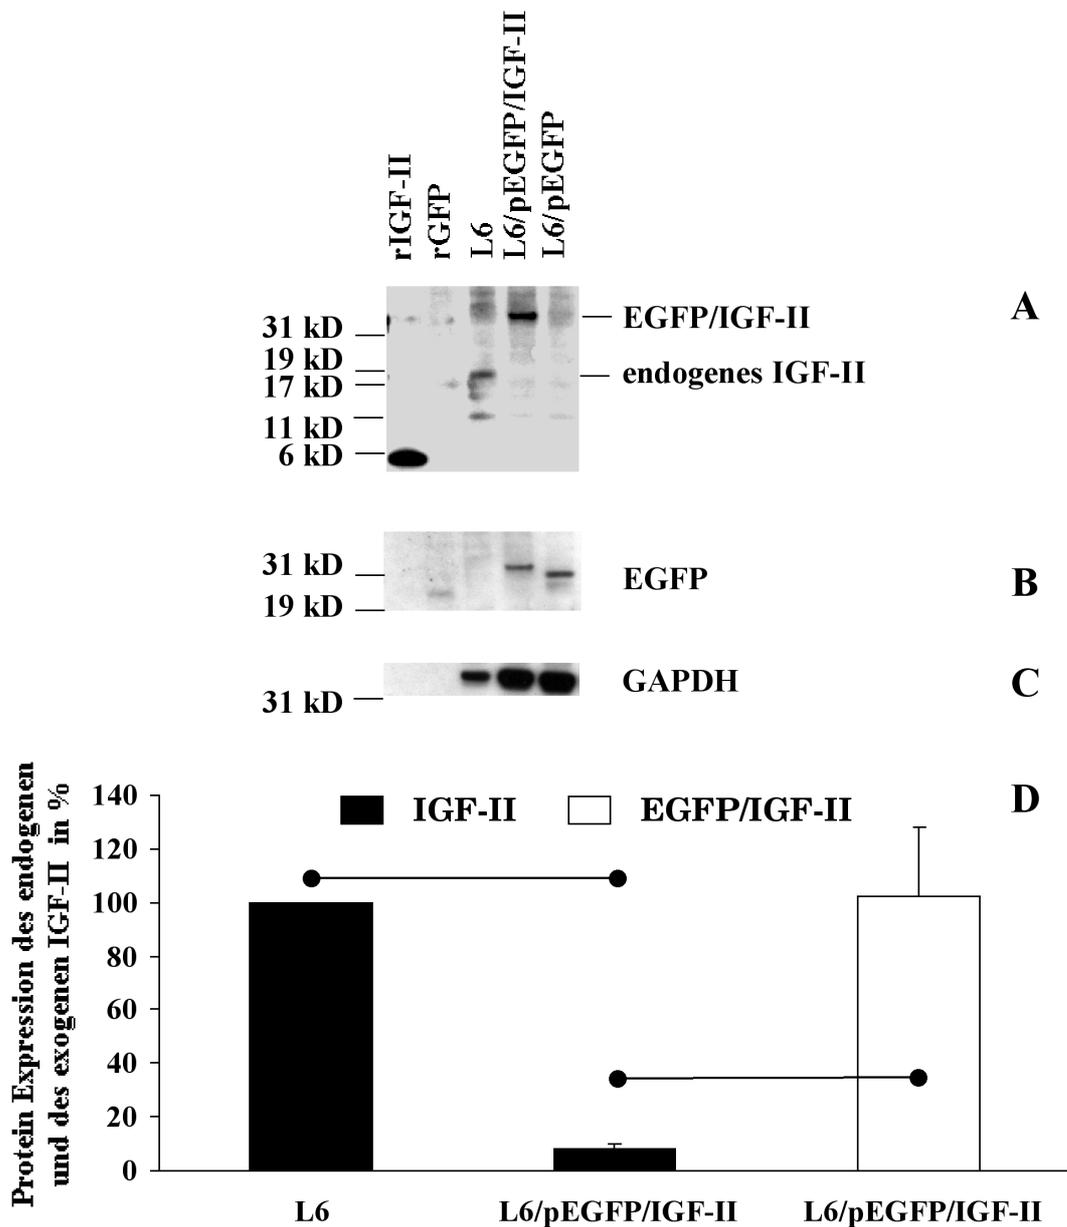 rIGF-II
rGFP
L6
L6/pEGFP/IGF-II
L6/pEGFP
A
31 kD
EGFP/IGF-II
19 kD
endogenes IGF-II
17 kD
11 kD
6 kD
31 kD
EGFP
B
19 kD
GAPDH
C
31 kD
D
Protein Expression des endogenen
und des exogenen IGF-II in %
IGF-II
EGFP/IGF-II
140
120
100
80
60
40
20
0
L6
L6/pEGFP/IGF-II
L6/pEGFP/IGF-II